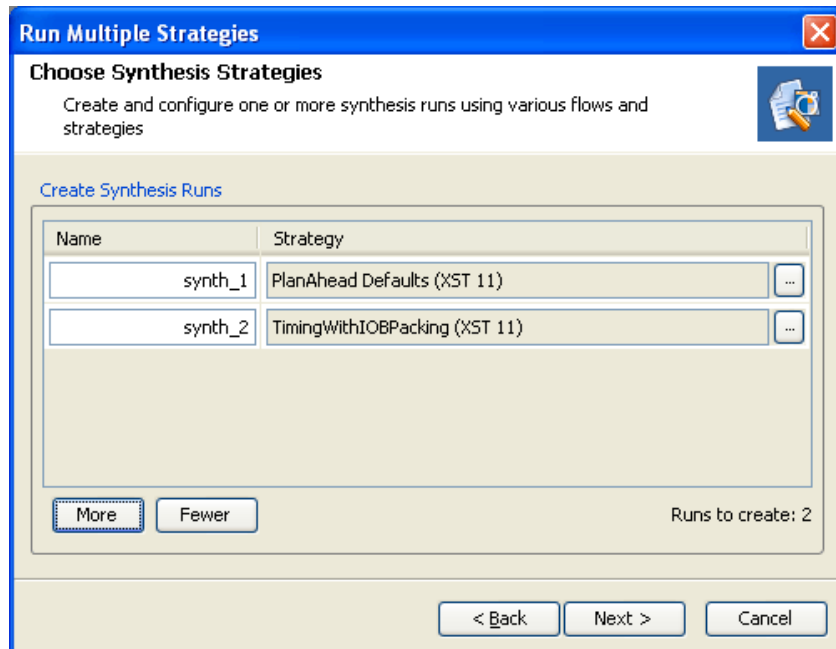 Run Multiple Strategies
Choose Synthesis Strategies
Create and configure one or more synthesis runs using various flows and
strategies
Create Synthesis Runs
Name Strategy
synth_1 PlanAhead Defaults (XST 11) ...
synth_2 TimingWithIOBPacking (XST 11) ...
More Fewer Runs to create: 2
< Back Next > Cancel